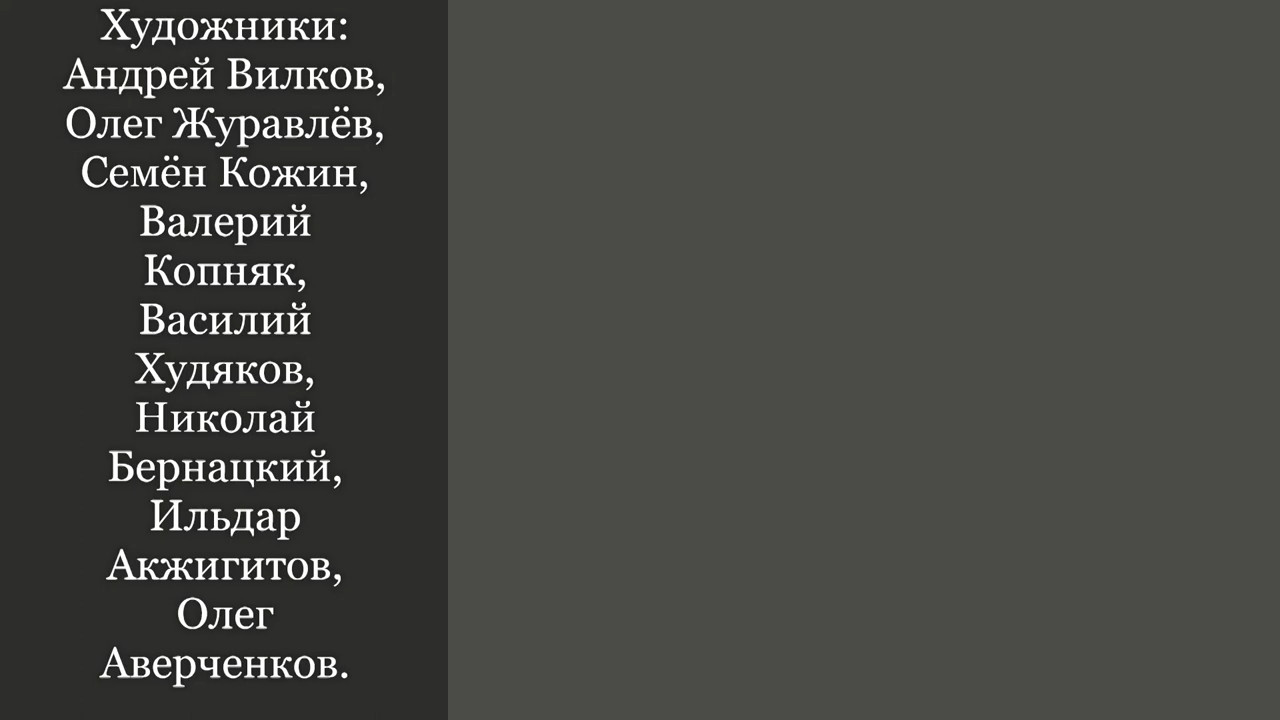 Художники:
Андрей Вилков,
Олег Журавлёв,
Семён Кожин,
Валерий
Копняк,
Василий
Худяков,
Николай
Бернацкий,
Ильдар
Акжигитов,
Олег
Аверченков.